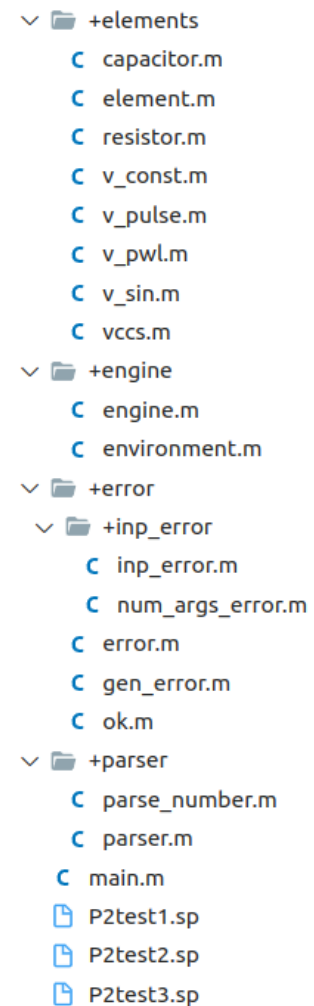 +elements
capacitor.m
element.m
resistor.m
v_const.m
v_pulse.m
v_pwl.m
v_sin.m
vccs.m
+engine
engine.m
environment.m
+error
+inp_error
inp_error.m
num_args_error.m
error.m
gen_error.m
ok.m
+parser
parse_number.m
parser.m
main.m
P2test1.sp
P2test2.sp
P2test3.sp